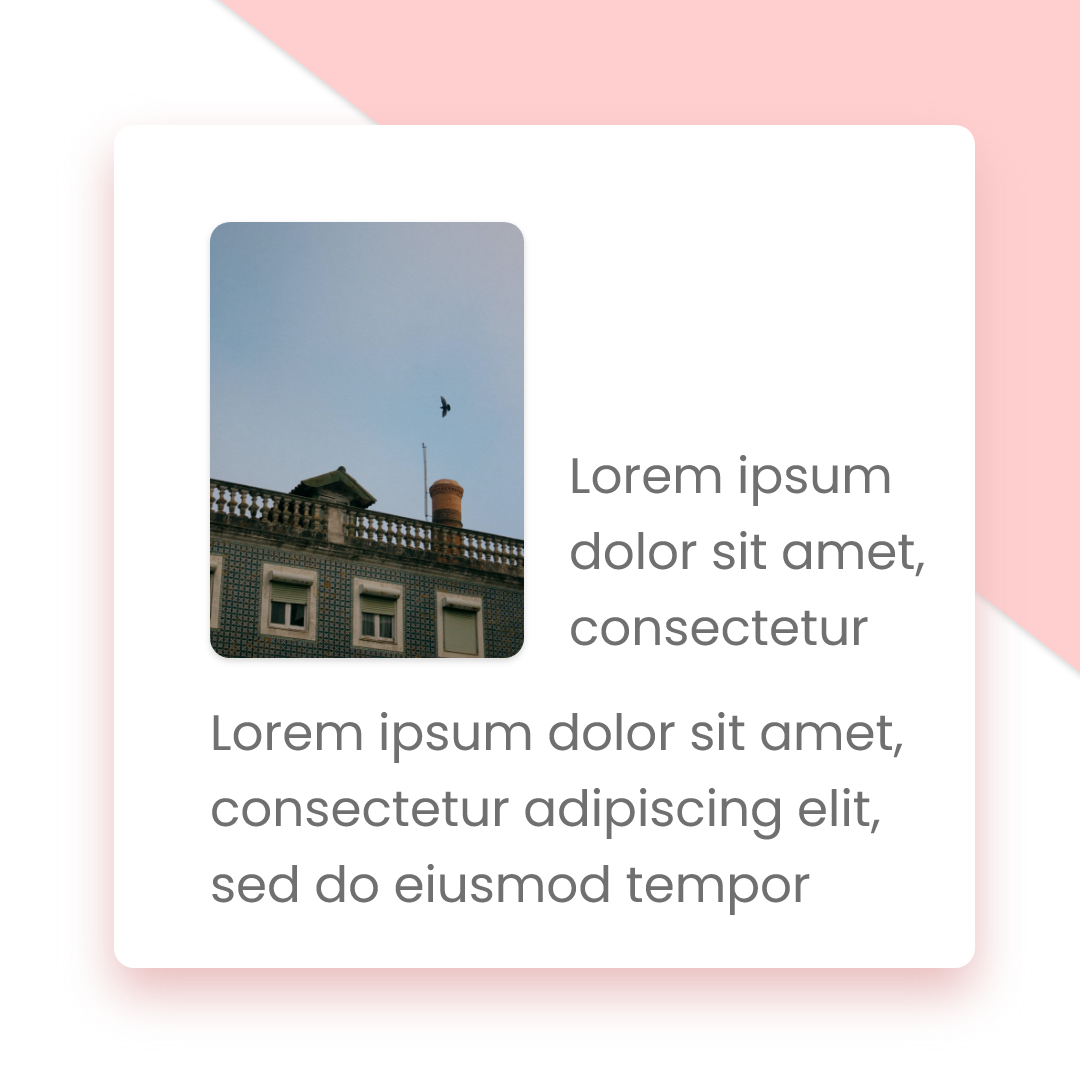 Lorem ipsum
dolor sit amet,
consectetur
Lorem ipsum dolor sit amet,
consectetur adipiscing elit,
sed do eiusmod tempor